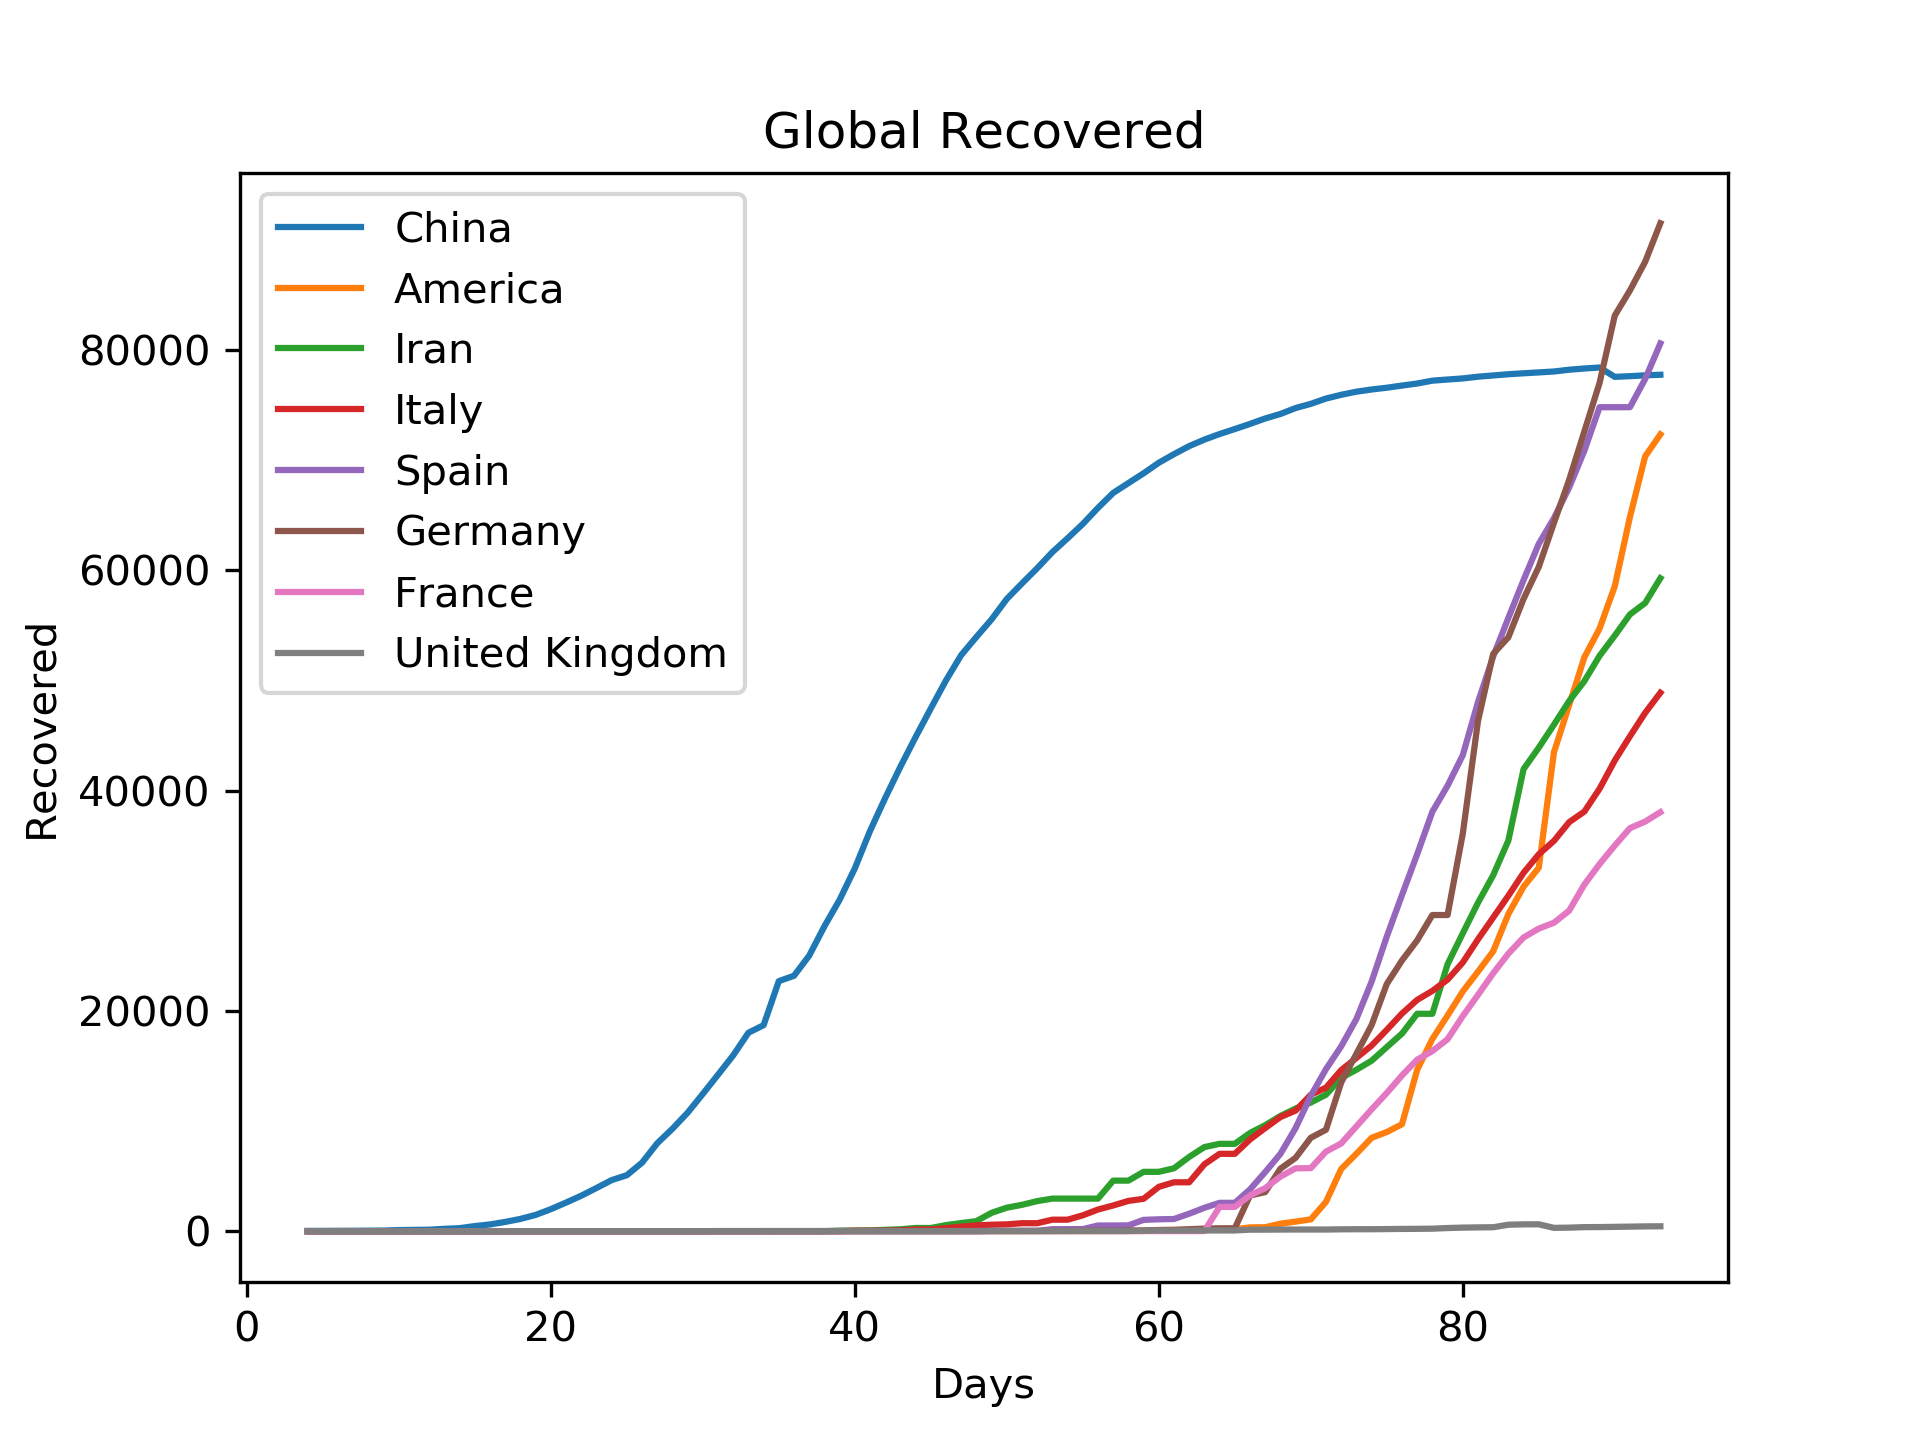 Global Recovered
China
America
Iran
Italy
Spain
Germany
France
United Kingdom
Recovered
80000
60000
40000
20000
0
0 20 40 60 80
Days